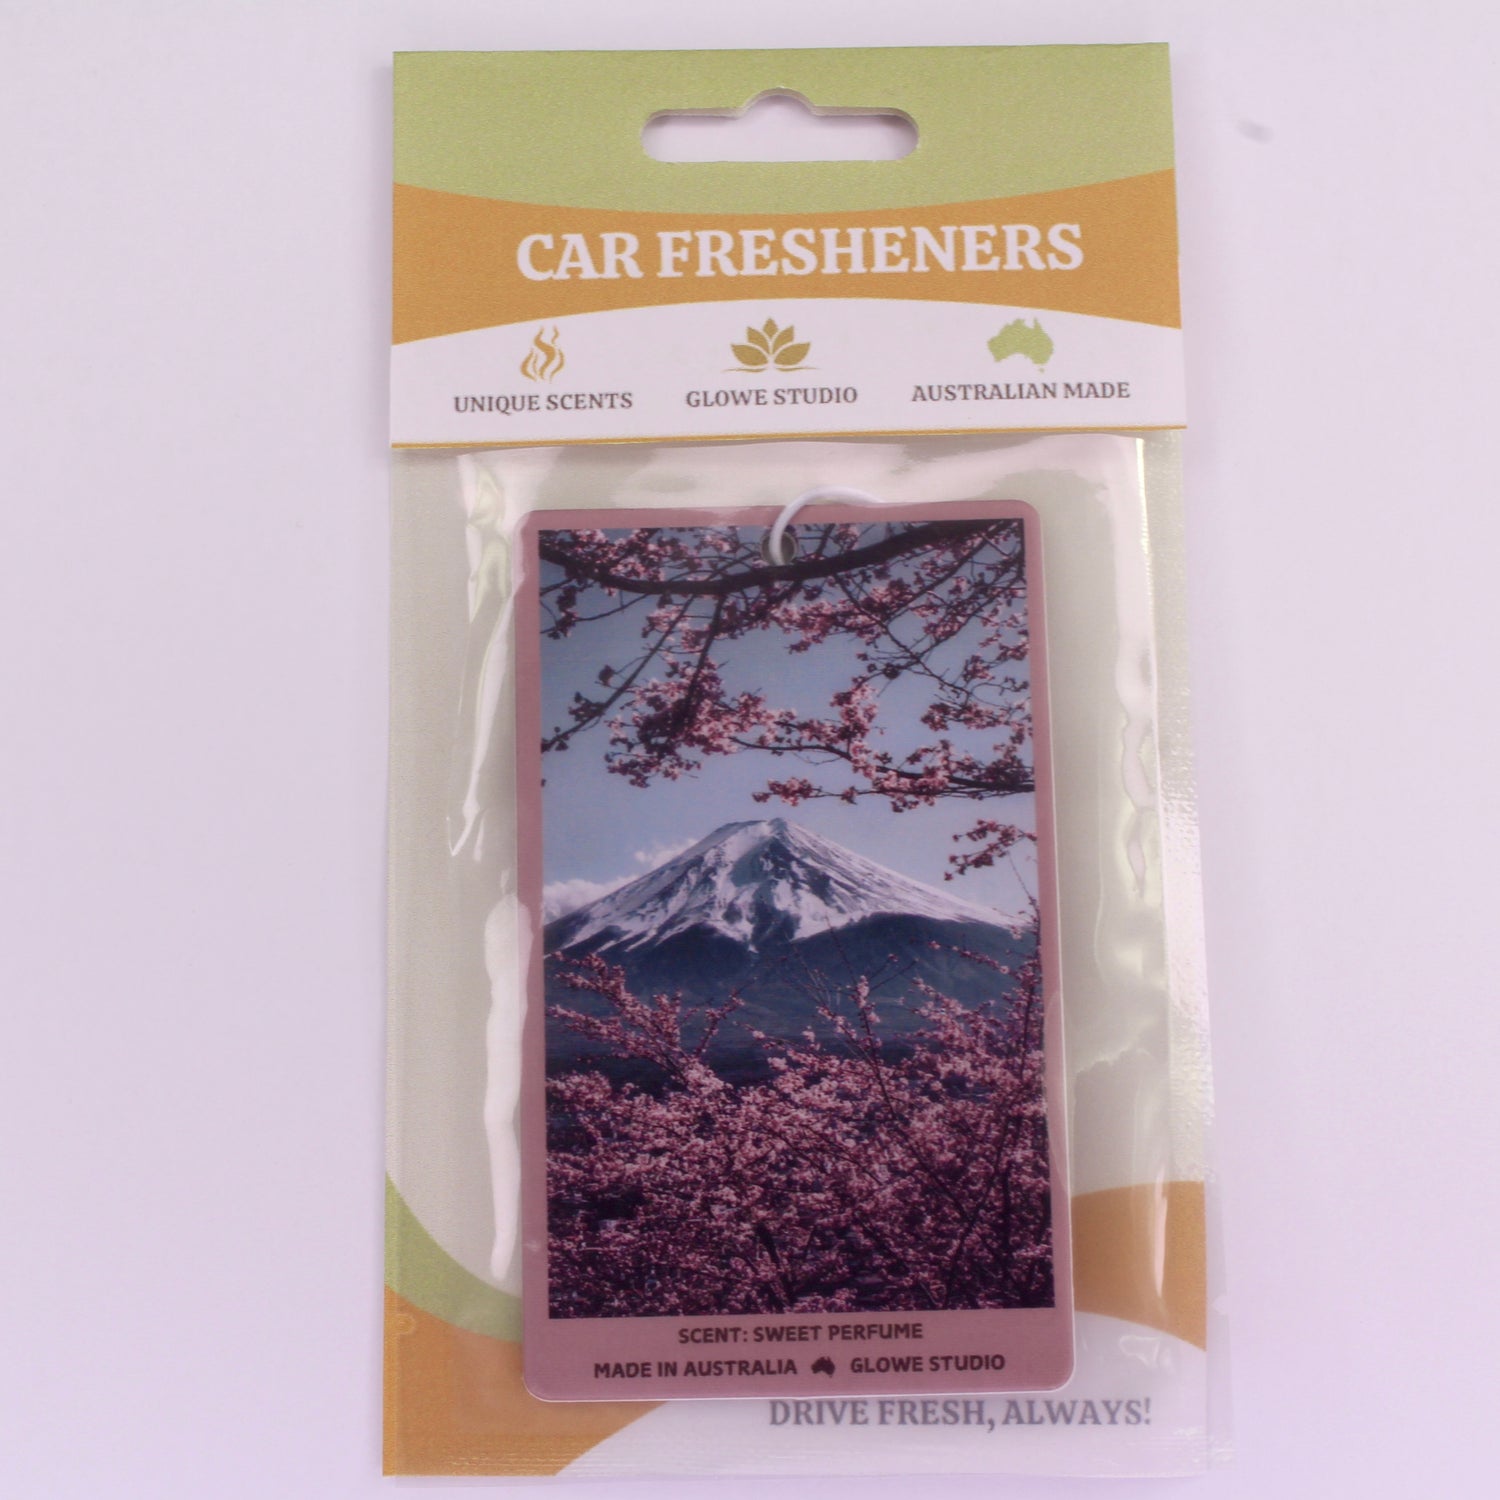 CAR FRESHENERS
UNIQUE SCENTS
GLOWE STUDIO
AUSTRALIAN MADE
SCENT: SWEET PERFUME
MADE IN AUSTRALIA GLOWE STUDIO
DRIVE FRESH, ALWAYS!